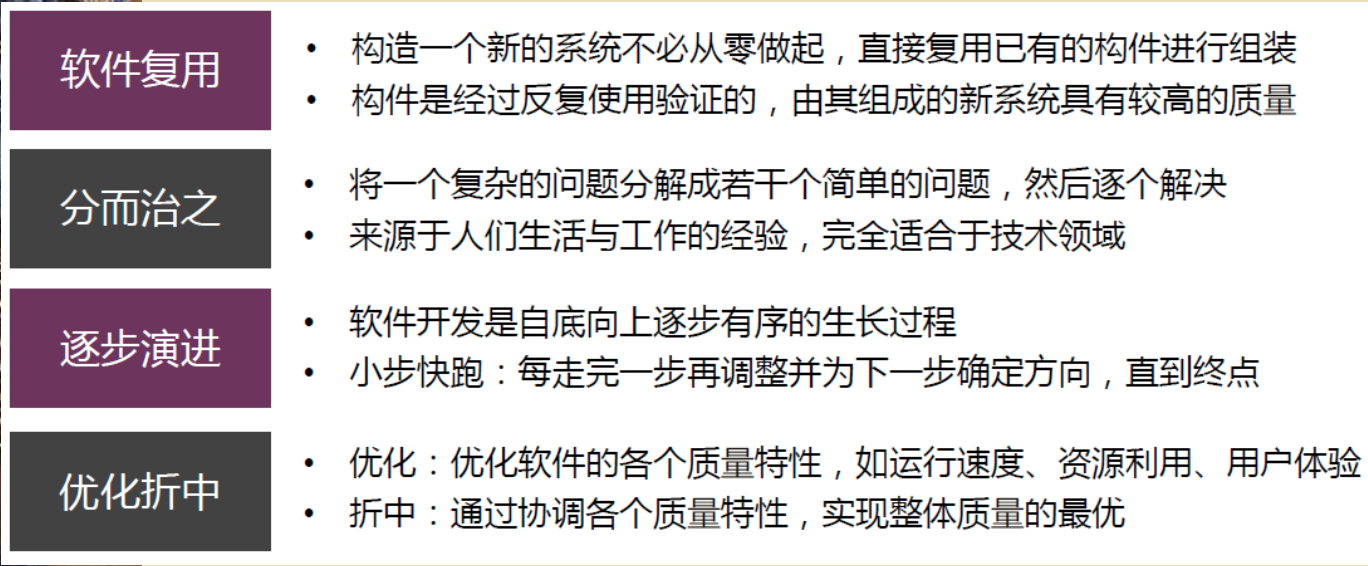 软件复用
• 构造一个新的系统不必从零做起，直接复用已有的构件进行组装
• 构件是经过反复使用验证的，由其组成的新系统具有较高的质量
分而治之
• 将一个复杂的问题分解成若干个简单的问题，然后逐个解决
• 来源于人们生活与工作的经验，完全适合于技术领域
逐步演进
• 软件开发是自底向上逐步有序的生长过程
• 小步快跑：每走完一步再调整并为下一步确定方向，直到终点
优化折中
• 优化：优化软件的各个质量特性，如运行速度、资源利用、用户体验
• 折中：通过协调各个质量特性，实现整体质量的最优